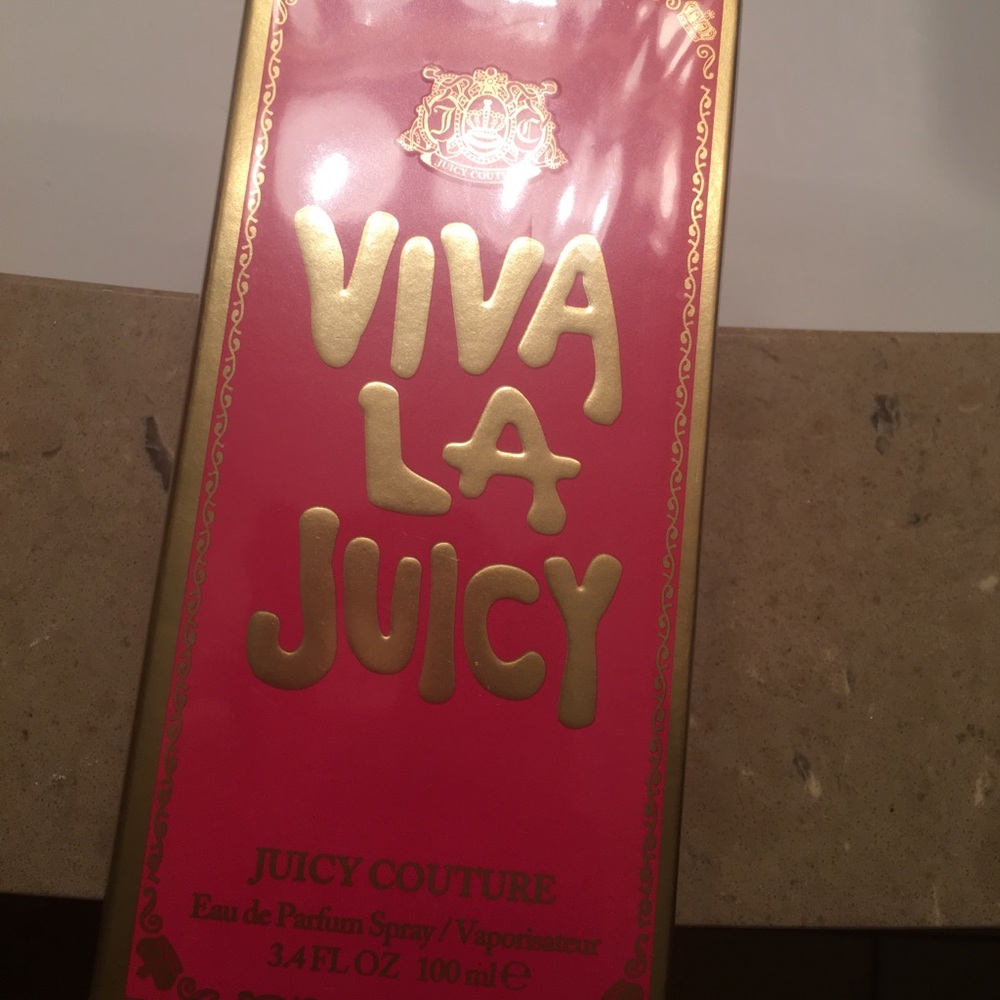 J C
JUICY COUTURE
VIVA
LA
JUICY
JUICY COUTURE
Eau de Parfum Spray / Vaporisateur
3.4 FL OZ 100 ml ℮